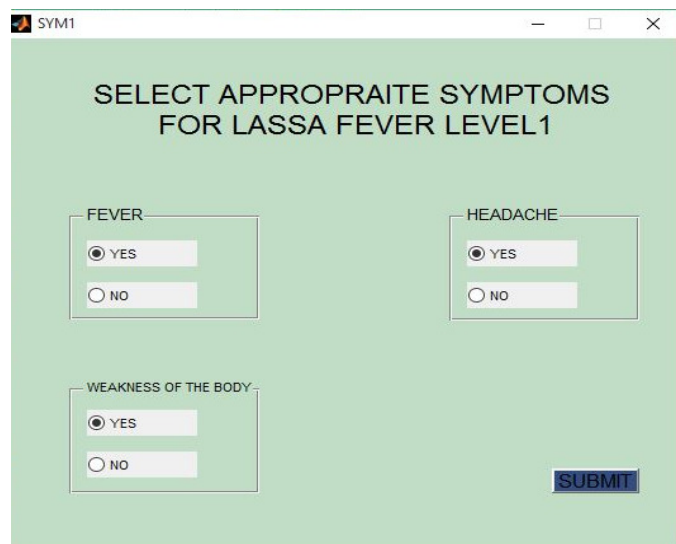 SYM1
SELECT APPROPRAITE SYMPTOMS
FOR LASSA FEVER LEVEL1
FEVER
YES
NO
HEADACHE
YES
NO
WEAKNESS OF THE BODY
YES
NO
SUBMIT